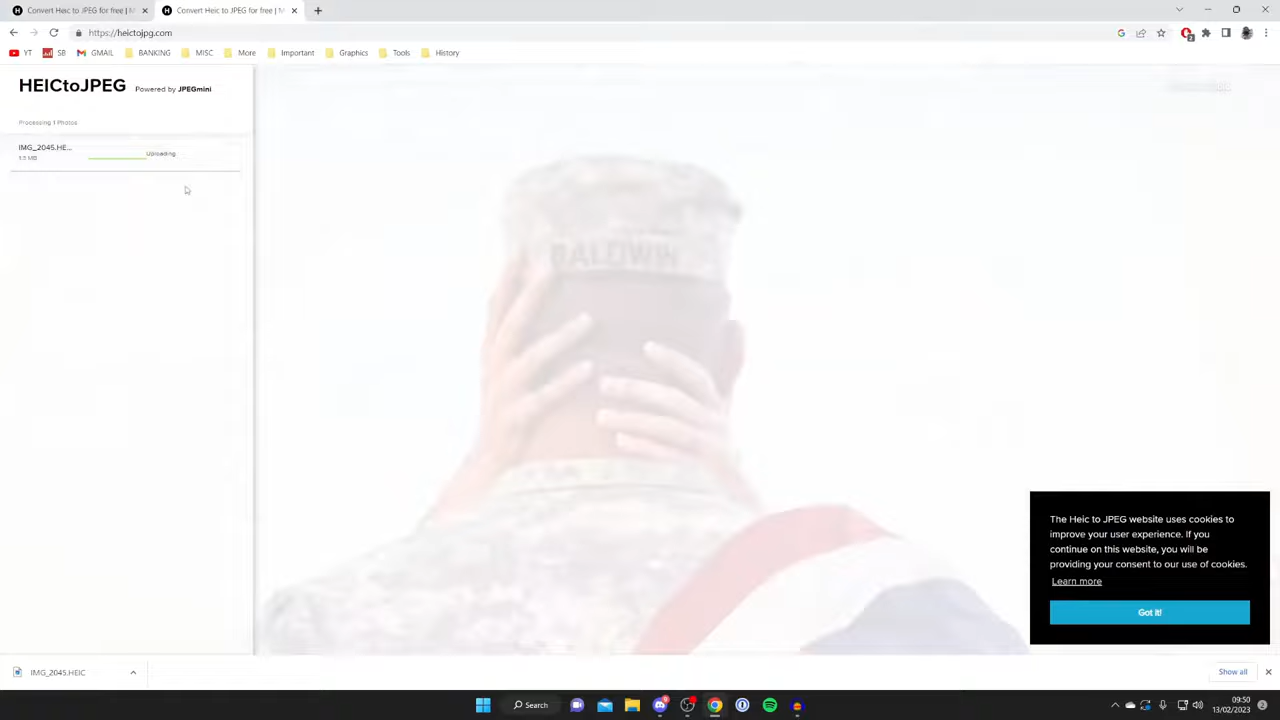 Convert Heic to JPEG for free | M
Convert Heic to JPEG for free | M
https://heictojpg.com
YT
SB
GMAIL
BANKING
MISC
More
Important
Graphics
Tools
History
HEICtoJPEG Powered by JPEGmini
Processing 1 Photos
IMG_2045.HE...
1.3 MB
Uploading
BALDWIN
The Heic to JPEG website uses cookies to
improve your user experience. If you
continue on this website, you will be
providing your consent to our use of cookies.
Learn more
Got it!
IMG_2045.HEIC
Show all
Search
09:50
13/02/2023